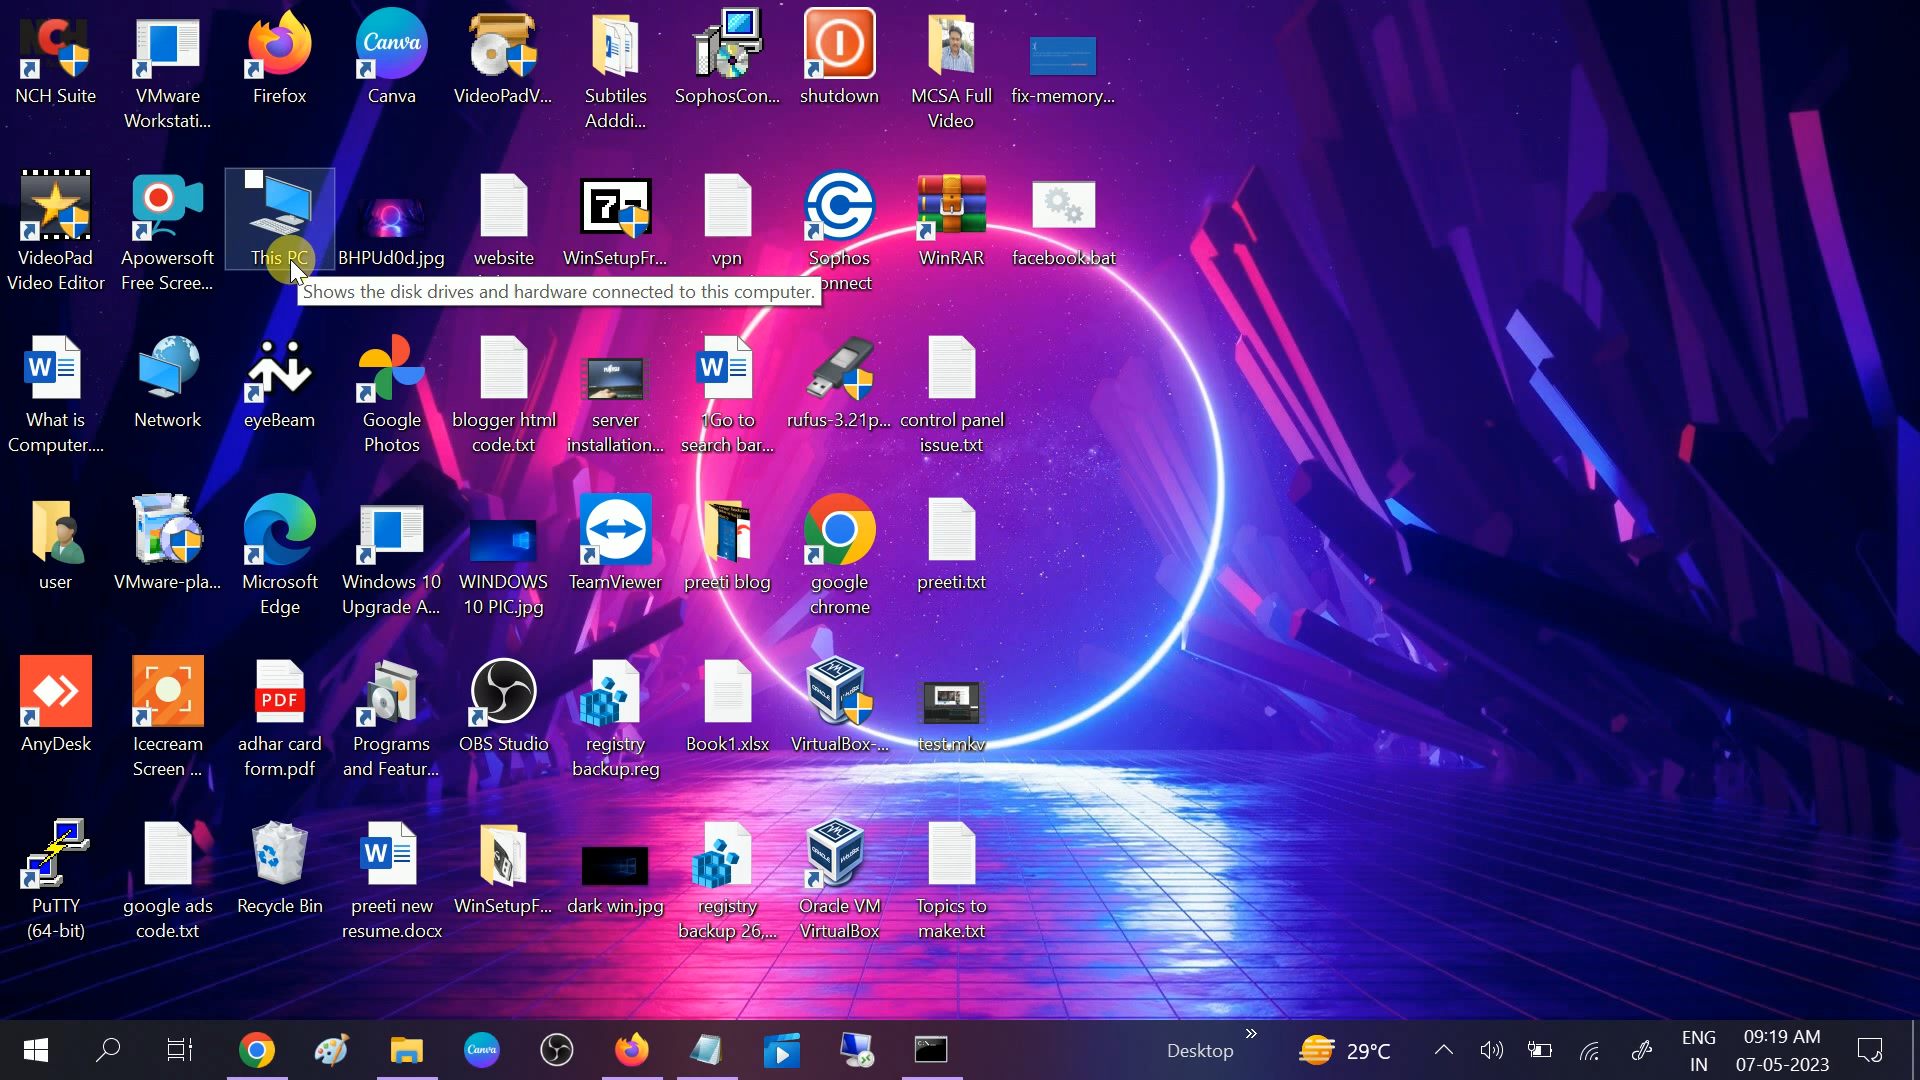 NCH Suite
VMware
Workstati...
Firefox
Canva
Canva
VideoPadV...
Subtiles
Adddi...
SophosCon...
shutdown
MCSA Full
Video
fix-memory...
VideoPad
Video Editor
Apowersoft
Free Scree...
This PC
BHPUd0d.jpg
website
WinSetupFr...
vpn
Sophos
onnect
WinRAR
facebook.bat
Shows the disk drives and hardware connected to this computer.
What is
Computer....
Network
eyeBeam
Google
Photos
blogger html
code.txt
server
installation...
1Go to
search bar...
rufus-3.21p...
control panel
issue.txt
user
VMware-pla...
Microsoft
Edge
Windows 10
Upgrade A...
WINDOWS
10 PIC.jpg
TeamViewer
preeti blog
google
chrome
preeti.txt
AnyDesk
Icecream
Screen ...
PDF
adhar card
form.pdf
Programs
and Featur...
OBS Studio
registry
backup.reg
Book1.xlsx
VirtualBox-...
test.mkv
PuTTY
(64-bit)
google ads
code.txt
Recycle Bin
preeti new
resume.docx
WinSetupF...
dark win.jpg
registry
backup 26,...
Oracle VM
VirtualBox
Topics to
make.txt
Canva
Desktop
29°C
ENG
IN
09:19 AM
07-05-2023